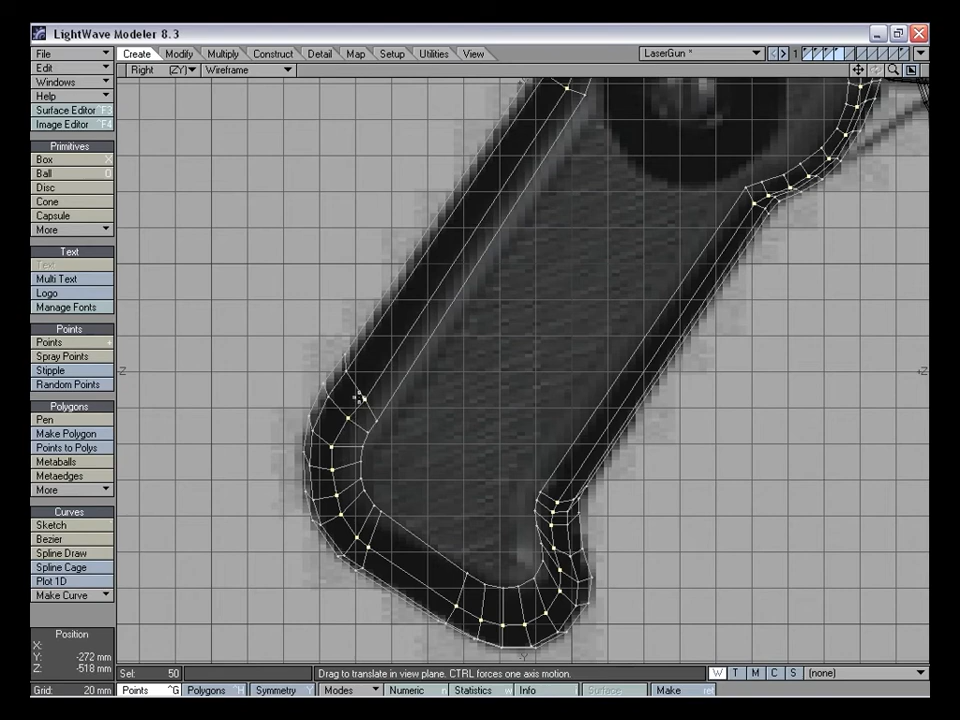 LightWave Modeler 8.3
File Create Modify Multiply Construct Detail Map Setup Utilities View LaserGun * 1
Edit Right (ZY) Wireframe
Windows
Help
Surface Editor ^F3
Image Editor ^F4
Primitives
Box X
Ball O
Disc
Cone
Capsule
More
Text
Text
Multi Text
Logo
Manage Fonts
Points
Points +
Spray Points
Stipple
Random Points
Polygons
Pen
Make Polygon
Points to Polys
Metaballs
Metaedges
More
Curves
Sketch
Bezier
Spline Draw
Spline Cage
Plot 1D
Make Curve
Position
X:
Y: -272 mm
Z: -518 mm
Sel: 50 Drag to translate in view plane. CTRL forces one axis motion. W T M C S (none)
Grid: 20 mm Points ^G Polygons ^H Symmetry Y Modes Numeric n Statistics w Info i Surface q Make ret
Z
-Z
-Y